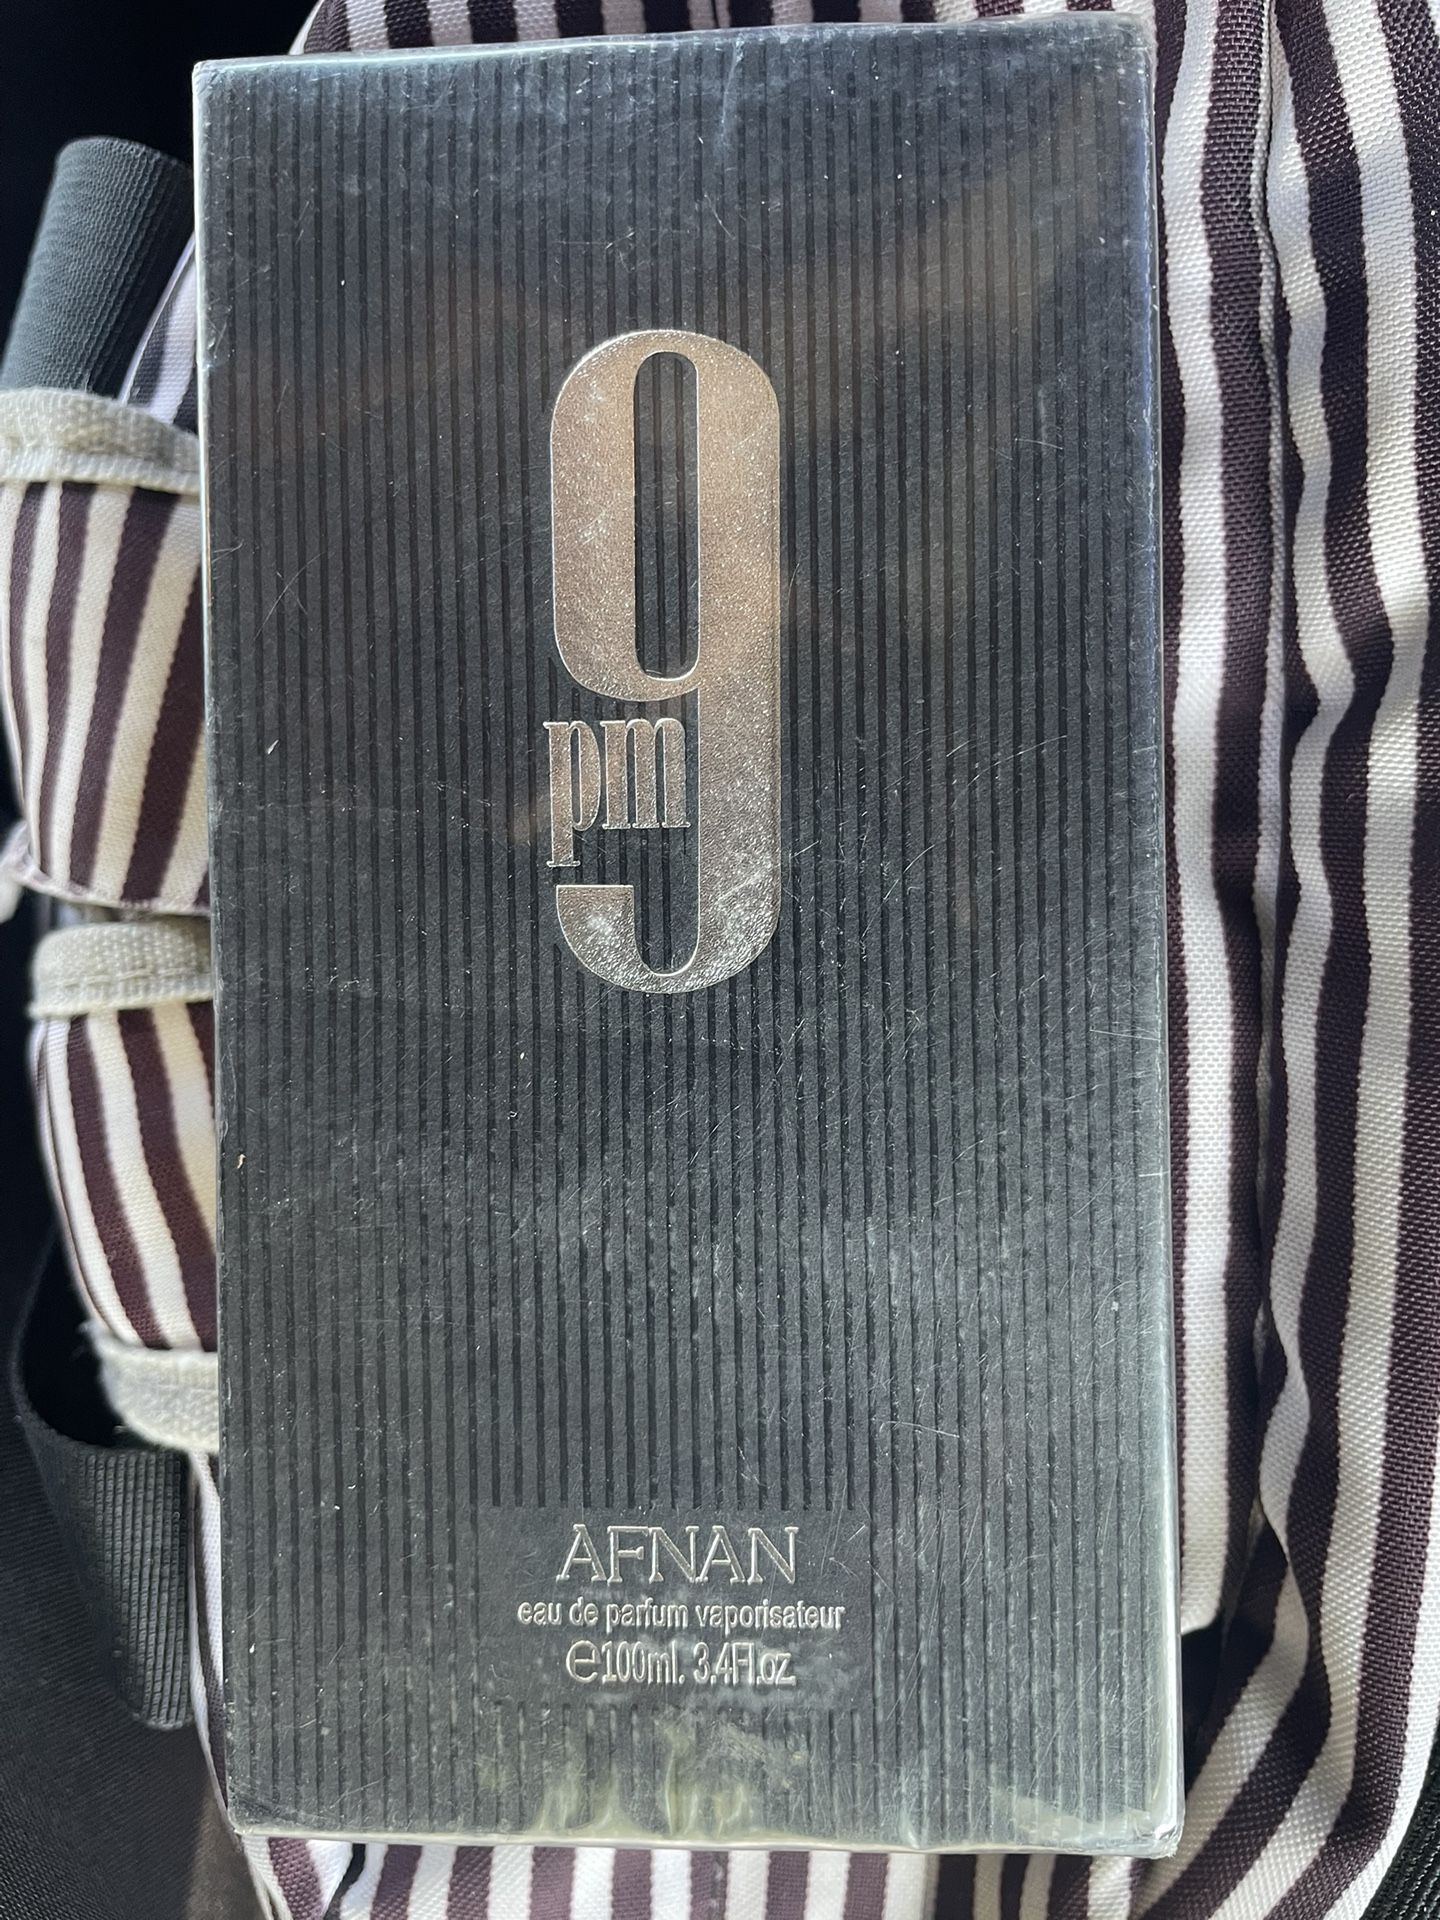 9
pm
AFNAN
eau de parfum vaporisateur
℮100ml. 3.4Fl.oz.